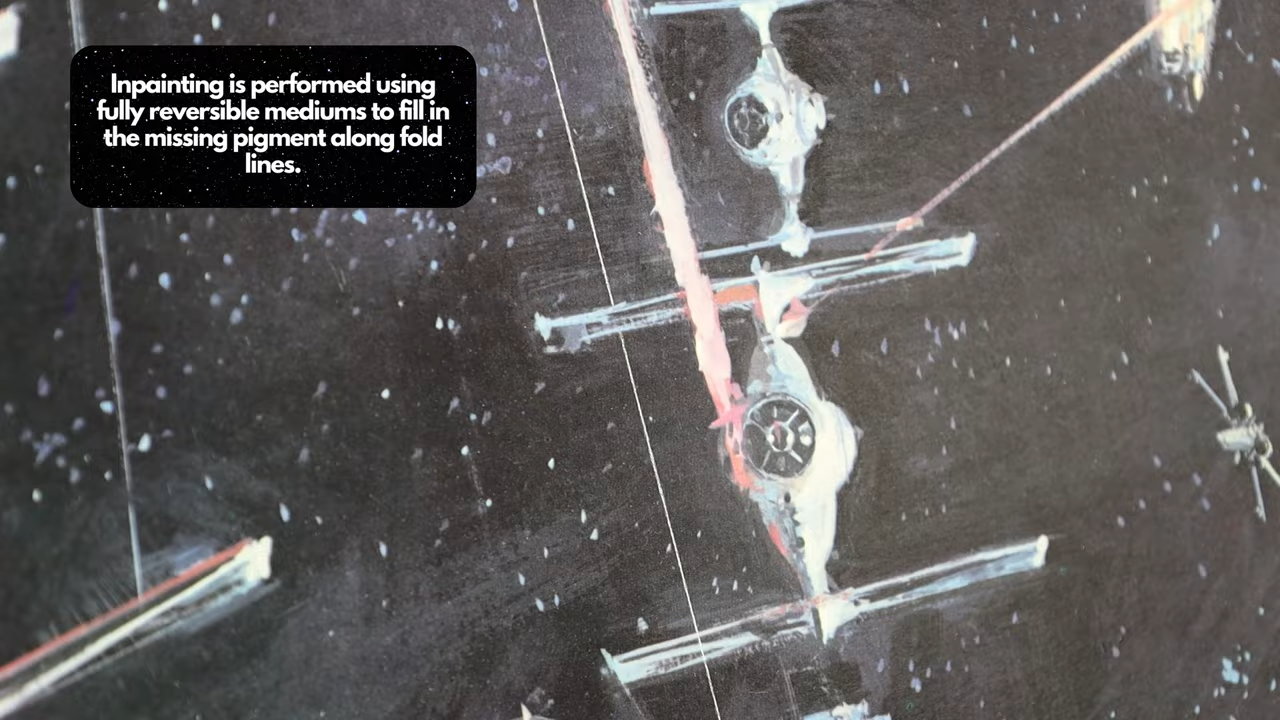 Inpainting is performed using
fully reversible mediums to fill in
the missing pigment along fold
lines.